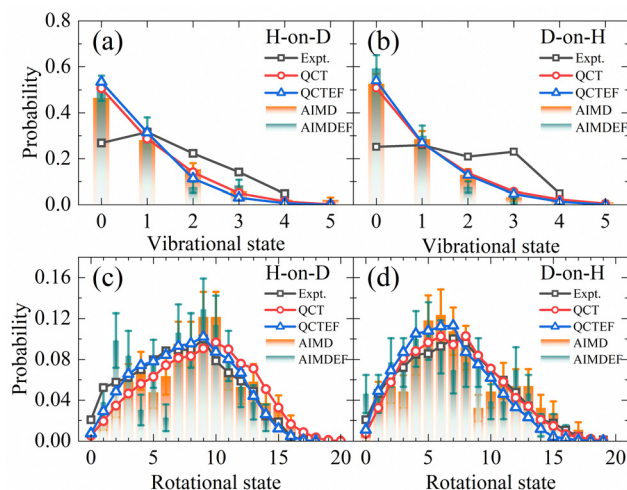 (a) H-on-D
Expt.
QCT
QCTEF
AIMD
AIMDEF
0.8
0.6
0.4
0.2
0.0
Probability
0 1 2 3 4 5
Vibrational state
(b) D-on-H
Expt.
QCT
QCTEF
AIMD
AIMDEF
0 1 2 3 4 5
Vibrational state
(c) H-on-D
Expt.
QCT
QCTEF
AIMD
AIMDEF
0.16
0.12
0.08
0.04
0.00
Probability
0 5 10 15 20
Rotational state
(d) D-on-H
Expt.
QCT
QCTEF
AIMD
AIMDEF
0 5 10 15 20
Rotational state